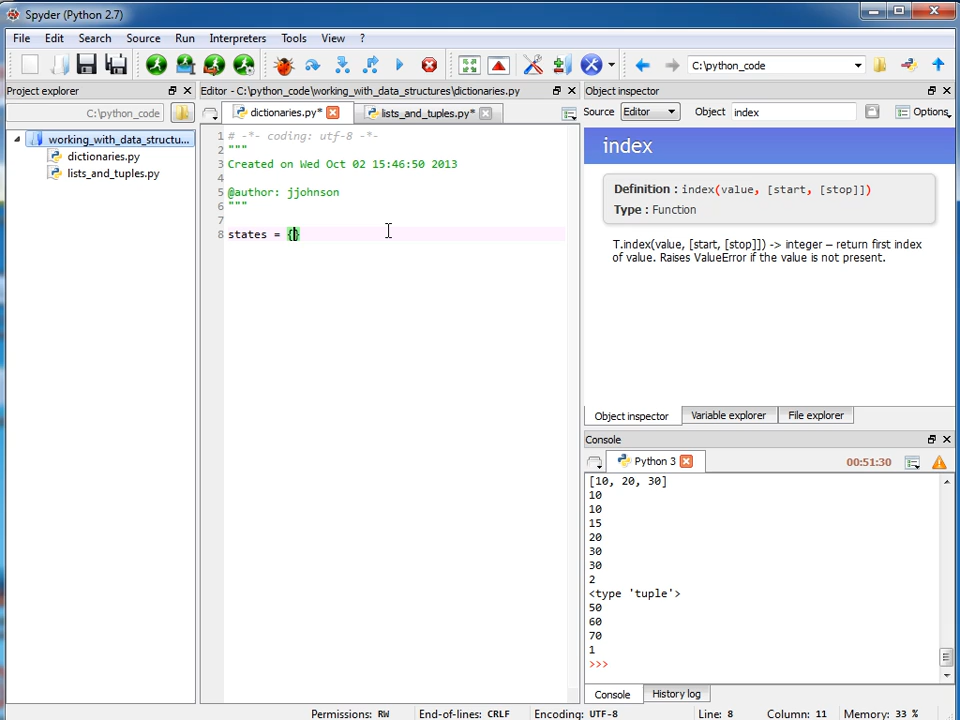 Spyder (Python 2.7)
File Edit Search Source Run Interpreters Tools View ?
C:\python_code
Project explorer
C:\python_code
working_with_data_structu...
dictionaries.py
lists_and_tuples.py
Editor - C:\python_code\working_with_data_structures\dictionaries.py
dictionaries.py* lists_and_tuples.py*
1 # -*- coding: utf-8 -*-
2 """
3 Created on Wed Oct 02 15:46:50 2013
4
5 @author: jjohnson
6 """
7
8 states = {}
Object inspector
Source Editor Object index Options
index
Definition : index(value, [start, [stop]])
Type : Function
T.index(value, [start, [stop]]) -> integer – return first index
of value. Raises ValueError if the value is not present.
Object inspector Variable explorer File explorer
Console
Python 3 00:51:30
[10, 20, 30]
10
10
15
20
30
30
2
<type 'tuple'>
50
60
70
1
>>>
Console History log
Permissions: RW End-of-lines: CRLF Encoding: UTF-8 Line: 8 Column: 11 Memory: 33 %